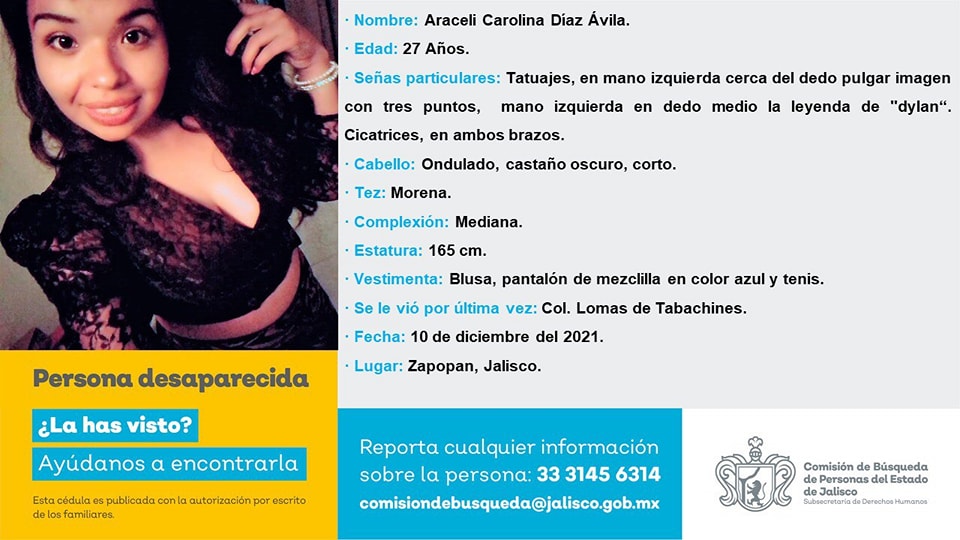 · Nombre: Araceli Carolina Díaz Ávila.
· Edad: 27 Años.
· Señas particulares: Tatuajes, en mano izquierda cerca del dedo pulgar imagen
con tres puntos, mano izquierda en dedo medio la leyenda de "dylan“.
Cicatrices, en ambos brazos.
· Cabello: Ondulado, castaño oscuro, corto.
· Tez: Morena.
· Complexión: Mediana.
· Estatura: 165 cm.
· Vestimenta: Blusa, pantalón de mezclilla en color azul y tenis.
· Se le vió por última vez: Col. Lomas de Tabachines.
· Fecha: 10 de diciembre del 2021.
· Lugar: Zapopan, Jalisco.
Persona desaparecida
¿La has visto?
Ayúdanos a encontrarla
Esta cédula es publicada con la autorización por escrito
de los familiares.
Reporta cualquier información
sobre la persona: 33 3145 6314
comisiondebusqueda@jalisco.gob.mx
Comisión de Búsqueda
de Personas del Estado
de Jalisco
Subsecretaría de Derechos Humanos